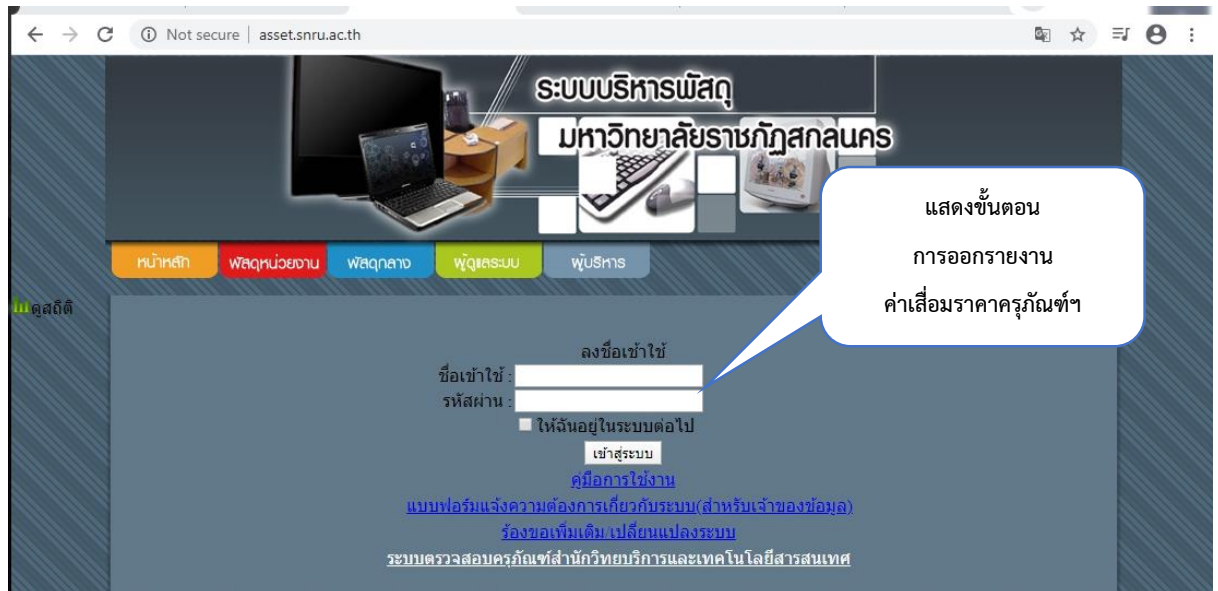 Not secure | asset.snru.ac.th
ระบบบริหารพัสดุ
มหาวิทยาลัยราชภัฏสกลนคร
แสดงขั้นตอน
การออกรายงาน
ค่าเสื่อมราคาครุภัณฑ์ฯ
หน้าหลัก พัสดุหน่วยงาน พัสดุกลาง ผู้ดูแลระบบ ผู้บริหาร
ดูสถิติ
ลงชื่อเข้าใช้
ชื่อเข้าใช้ :
รหัสผ่าน :
ให้ฉันอยู่ในระบบต่อไป
เข้าสู่ระบบ
คู่มือการใช้งาน
แบบฟอร์มแจ้งความต้องการเกี่ยวกับระบบ(สำหรับเจ้าของข้อมูล)
ร้องขอเพิ่มเติม/เปลี่ยนแปลงระบบ
ระบบตรวจสอบครุภัณฑ์สำนักวิทยบริการและเทคโนโลยีสารสนเทศ